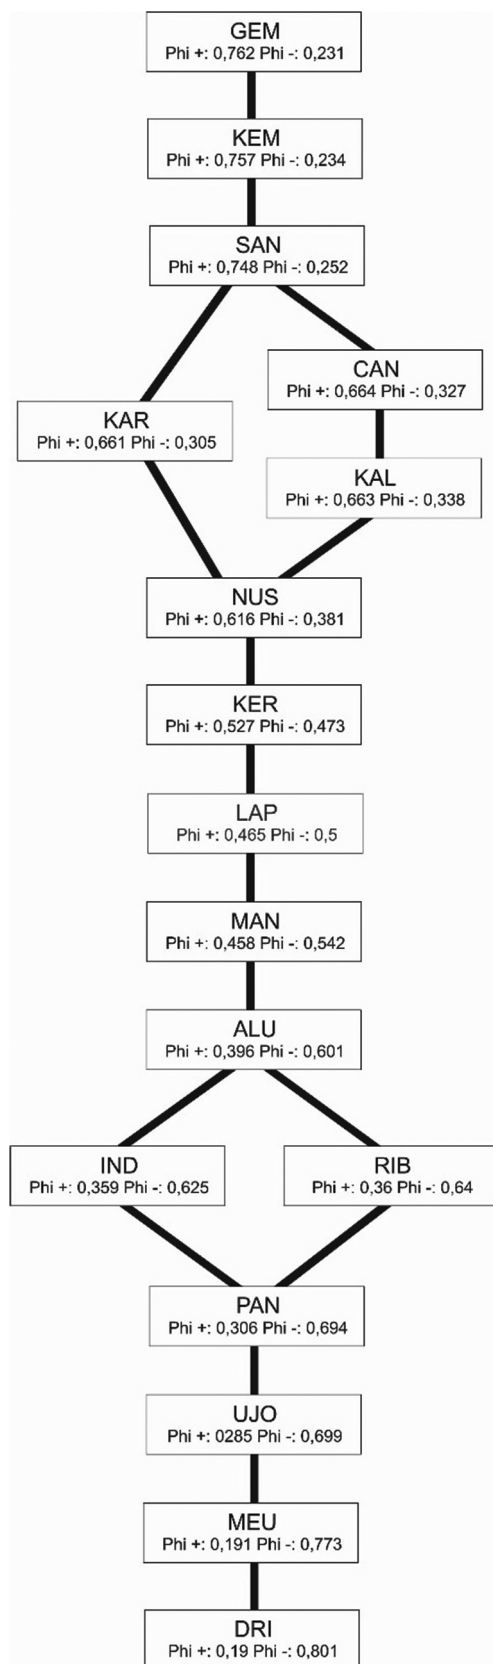 GEM
Phi +: 0,762 Phi -: 0,231
KEM
Phi +: 0,757 Phi -: 0,234
SAN
Phi +: 0,748 Phi -: 0,252
CAN
Phi +: 0,664 Phi -: 0,327
KAR
Phi +: 0,661 Phi -: 0,305
KAL
Phi +: 0,663 Phi -: 0,338
NUS
Phi +: 0,616 Phi -: 0,381
KER
Phi +: 0,527 Phi -: 0,473
LAP
Phi +: 0,465 Phi -: 0,5
MAN
Phi +: 0,458 Phi -: 0,542
ALU
Phi +: 0,396 Phi -: 0,601
IND
Phi +: 0,359 Phi -: 0,625
RIB
Phi +: 0,36 Phi -: 0,64
PAN
Phi +: 0,306 Phi -: 0,694
UJO
Phi +: 0285 Phi -: 0,699
MEU
Phi +: 0,191 Phi -: 0,773
DRI
Phi +: 0,19 Phi -: 0,801